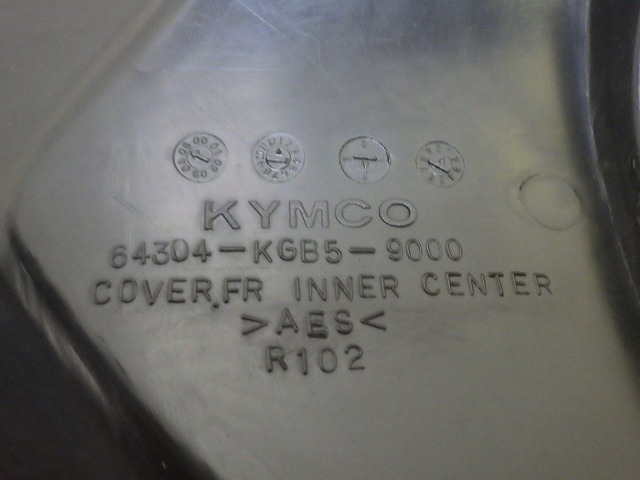 KYMCO
64304-KGB5-9000
COVER,FR INNER CENTER
>AES<
R102